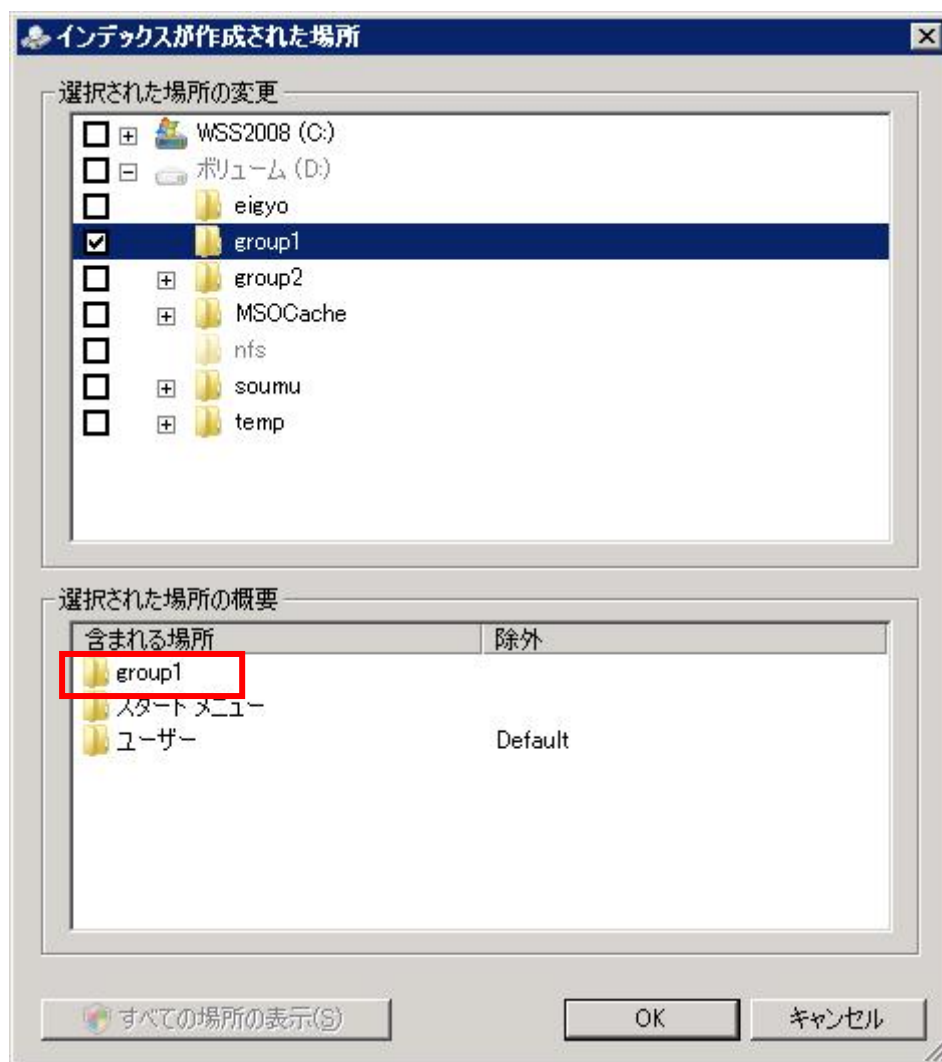 インデックスが作成された場所
選択された場所の変更
WSS2008 (C:)
ボリューム (D:)
eigyo
group1
group2
MSOCache
nfs
soumu
temp
選択された場所の概要
含まれる場所 除外
group1
スタート メニュー
ユーザー Default
すべての場所の表示(S)
OK キャンセル